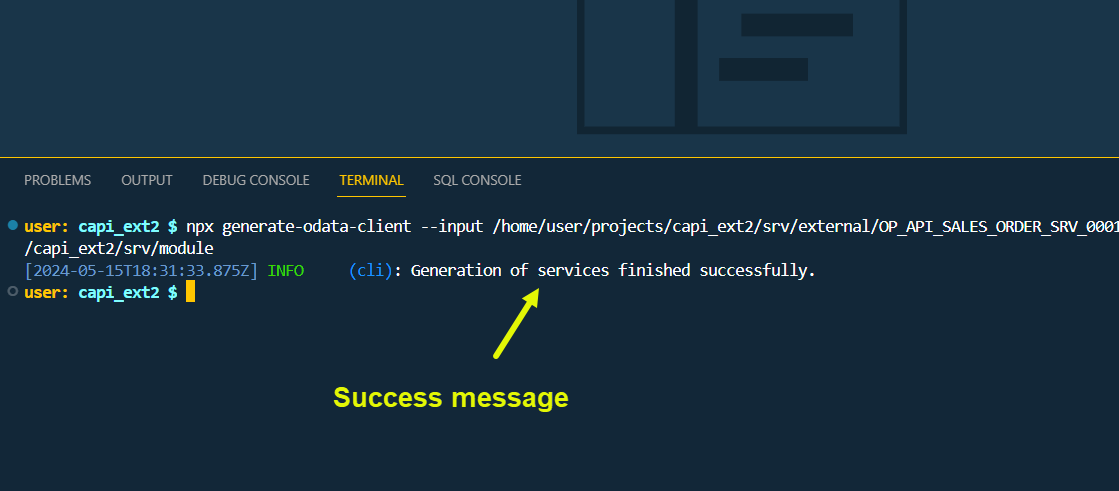 PROBLEMS OUTPUT DEBUG CONSOLE TERMINAL SQL CONSOLE
user: capi_ext2 $ npx generate-odata-client --input /home/user/projects/capi_ext2/srv/external/OP_API_SALES_ORDER_SRV_0001
/capi_ext2/srv/module
[2024-05-15T18:31:33.875Z] INFO (cli): Generation of services finished successfully.
user: capi_ext2 $
Success message